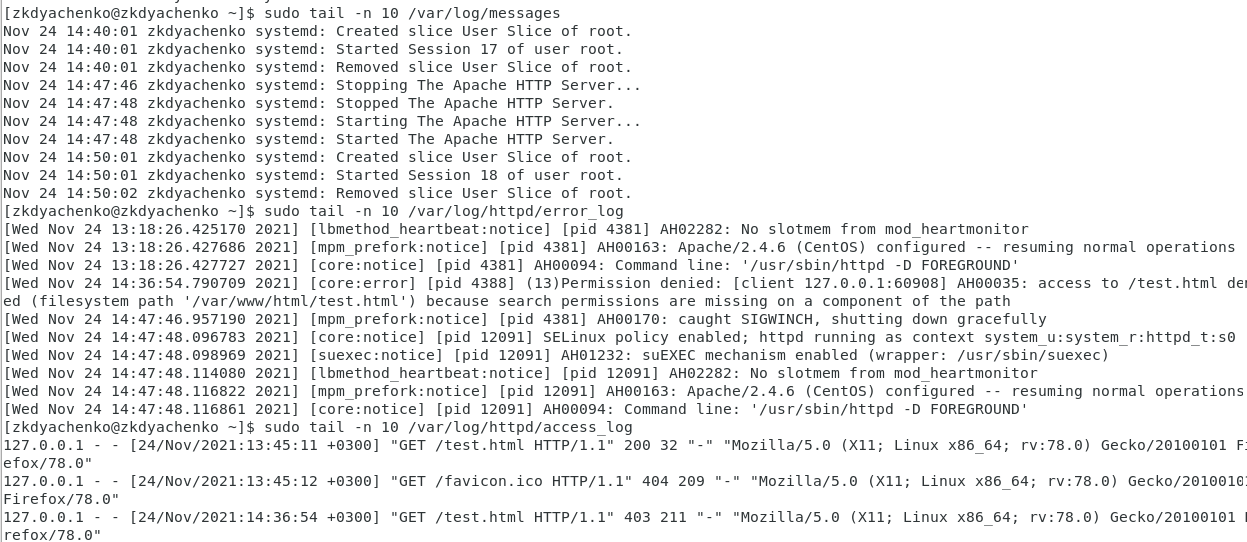 [zkdyachenko@zkdyachenko ~]$ sudo tail -n 10 /var/log/messages
Nov 24 14:40:01 zkdyachenko systemd: Created slice User Slice of root.
Nov 24 14:40:01 zkdyachenko systemd: Started Session 17 of user root.
Nov 24 14:40:01 zkdyachenko systemd: Removed slice User Slice of root.
Nov 24 14:47:46 zkdyachenko systemd: Stopping The Apache HTTP Server...
Nov 24 14:47:48 zkdyachenko systemd: Stopped The Apache HTTP Server.
Nov 24 14:47:48 zkdyachenko systemd: Starting The Apache HTTP Server...
Nov 24 14:47:48 zkdyachenko systemd: Started The Apache HTTP Server.
Nov 24 14:50:01 zkdyachenko systemd: Created slice User Slice of root.
Nov 24 14:50:01 zkdyachenko systemd: Started Session 18 of user root.
Nov 24 14:50:02 zkdyachenko systemd: Removed slice User Slice of root.
[zkdyachenko@zkdyachenko ~]$ sudo tail -n 10 /var/log/httpd/error_log
[Wed Nov 24 13:18:26.425170 2021] [lbmethod_heartbeat:notice] [pid 4381] AH02282: No slotmem from mod_heartmonitor
[Wed Nov 24 13:18:26.427686 2021] [mpm_prefork:notice] [pid 4381] AH00163: Apache/2.4.6 (CentOS) configured -- resuming normal operations
[Wed Nov 24 13:18:26.427727 2021] [core:notice] [pid 4381] AH00094: Command line: '/usr/sbin/httpd -D FOREGROUND'
[Wed Nov 24 14:36:54.790709 2021] [core:error] [pid 4388] (13)Permission denied: [client 127.0.0.1:60908] AH00035: access to /test.html den
ed (filesystem path '/var/www/html/test.html') because search permissions are missing on a component of the path
[Wed Nov 24 14:47:46.957190 2021] [mpm_prefork:notice] [pid 4381] AH00170: caught SIGWINCH, shutting down gracefully
[Wed Nov 24 14:47:48.096783 2021] [core:notice] [pid 12091] SELinux policy enabled; httpd running as context system_u:system_r:httpd_t:s0
[Wed Nov 24 14:47:48.098969 2021] [suexec:notice] [pid 12091] AH01232: suEXEC mechanism enabled (wrapper: /usr/sbin/suexec)
[Wed Nov 24 14:47:48.114080 2021] [lbmethod_heartbeat:notice] [pid 12091] AH02282: No slotmem from mod_heartmonitor
[Wed Nov 24 14:47:48.116822 2021] [mpm_prefork:notice] [pid 12091] AH00163: Apache/2.4.6 (CentOS) configured -- resuming normal operations
[Wed Nov 24 14:47:48.116861 2021] [core:notice] [pid 12091] AH00094: Command line: '/usr/sbin/httpd -D FOREGROUND'
[zkdyachenko@zkdyachenko ~]$ sudo tail -n 10 /var/log/httpd/access_log
127.0.0.1 - - [24/Nov/2021:13:45:11 +0300] "GET /test.html HTTP/1.1" 200 32 "-" "Mozilla/5.0 (X11; Linux x86_64; rv:78.0) Gecko/20100101 Fi
efox/78.0"
127.0.0.1 - - [24/Nov/2021:13:45:12 +0300] "GET /favicon.ico HTTP/1.1" 404 209 "-" "Mozilla/5.0 (X11; Linux x86_64; rv:78.0) Gecko/2010010
Firefox/78.0"
127.0.0.1 - - [24/Nov/2021:14:36:54 +0300] "GET /test.html HTTP/1.1" 403 211 "-" "Mozilla/5.0 (X11; Linux x86_64; rv:78.0) Gecko/20100101
refox/78.0"